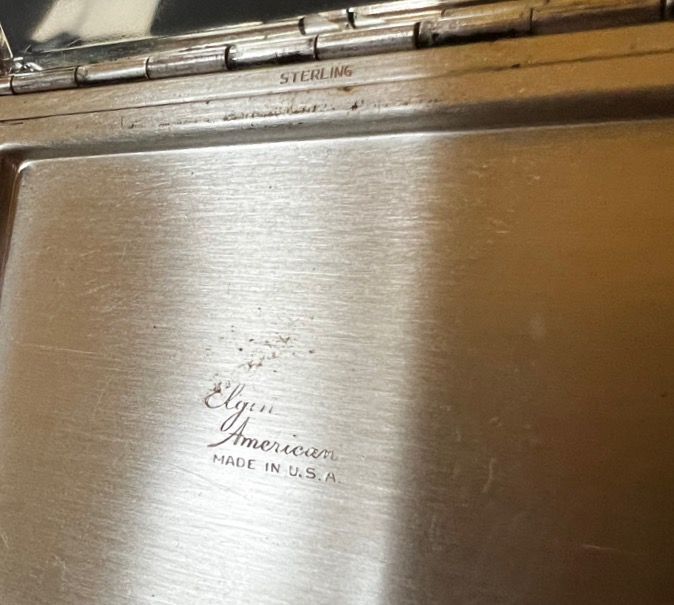 STERLING
Elgin
American
MADE IN U.S.A.